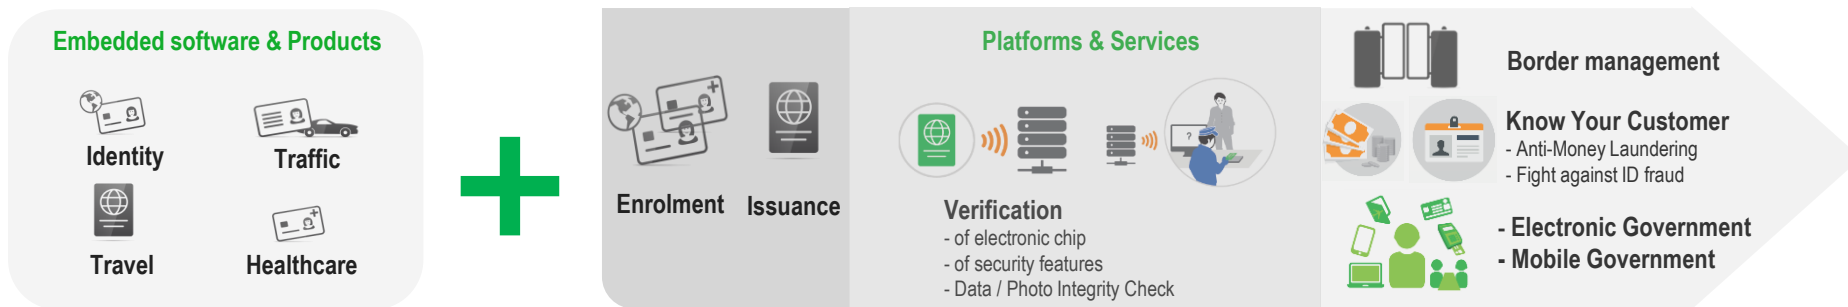 Embedded software & Products
Identity
Traffic
Travel
Healthcare
Enrolment
Issuance
Platforms & Services
?
Verification
- of electronic chip
- of security features
- Data / Photo Integrity Check
Border management
Know Your Customer
- Anti-Money Laundering
- Fight against ID fraud
- Electronic Government
- Mobile Government